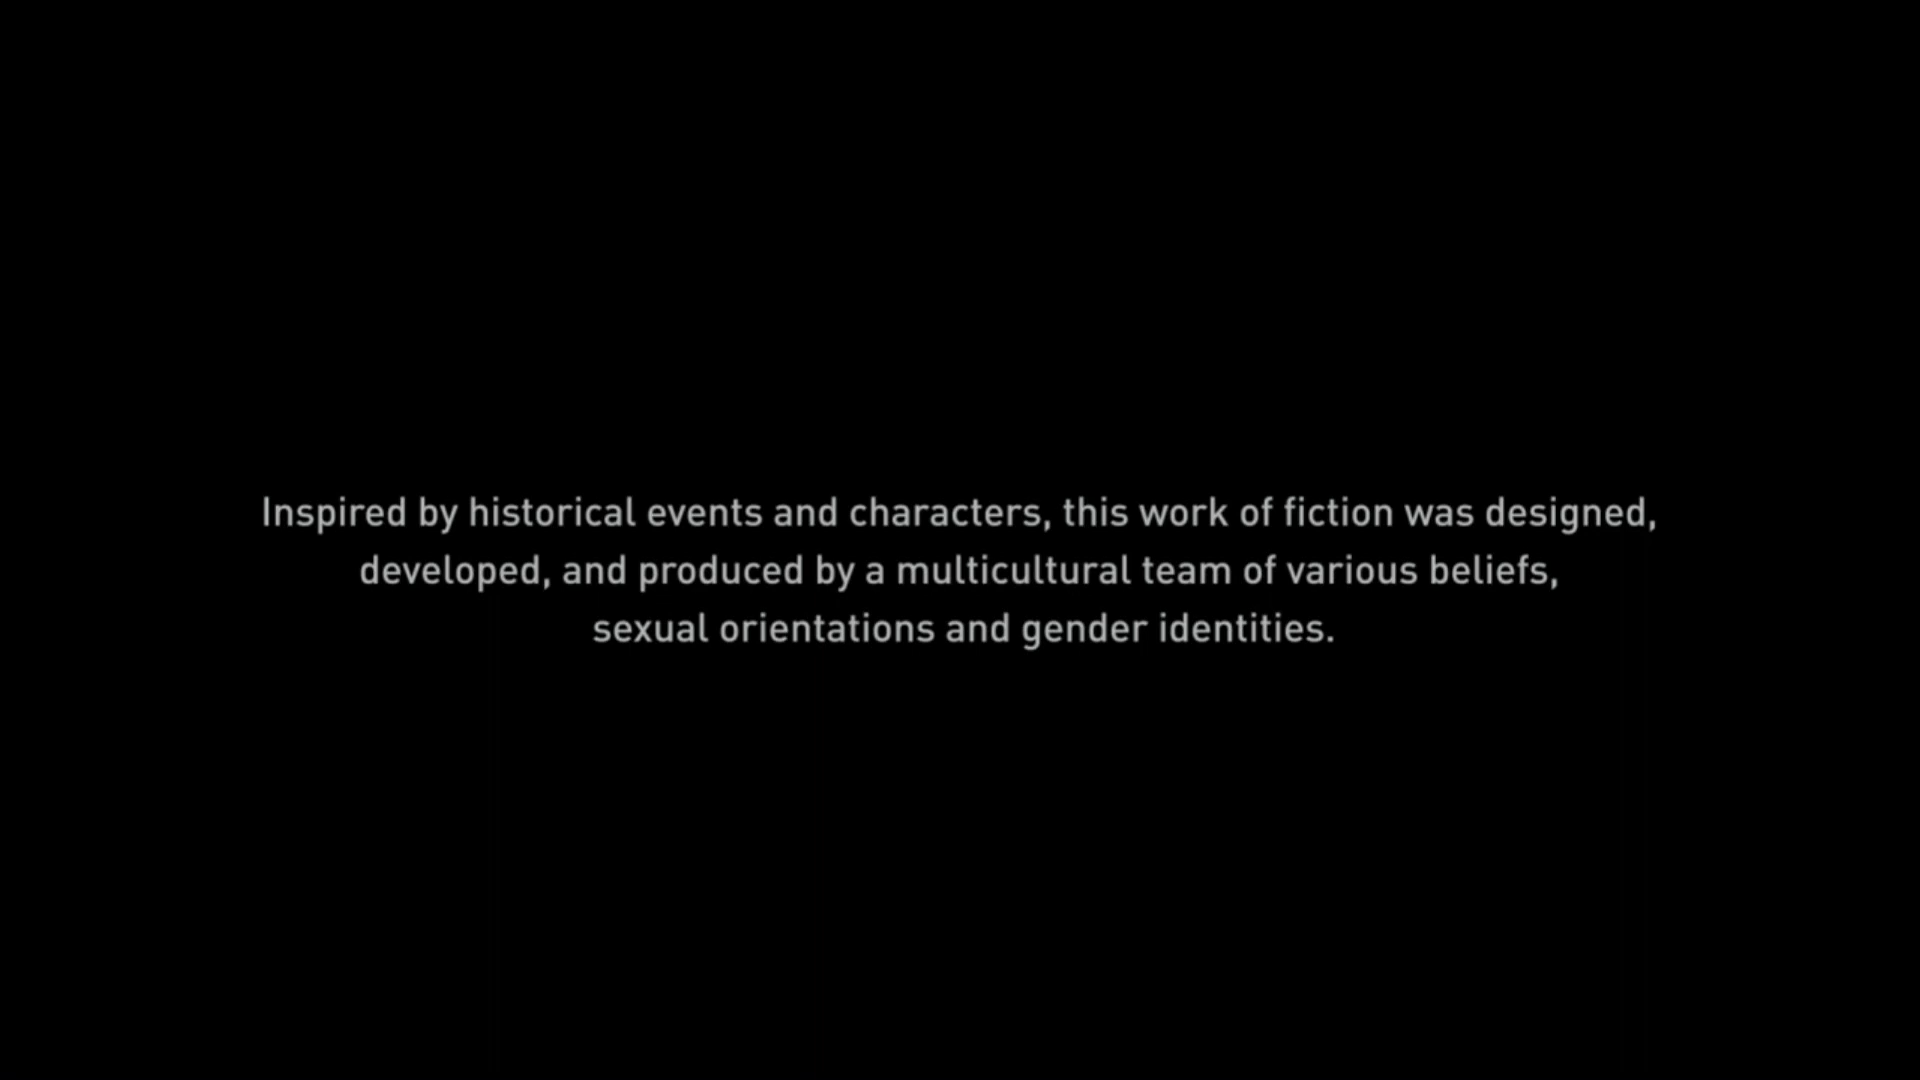 Inspired by historical events and characters, this work of fiction was designed,
developed, and produced by a multicultural team of various beliefs,
sexual orientations and gender identities.